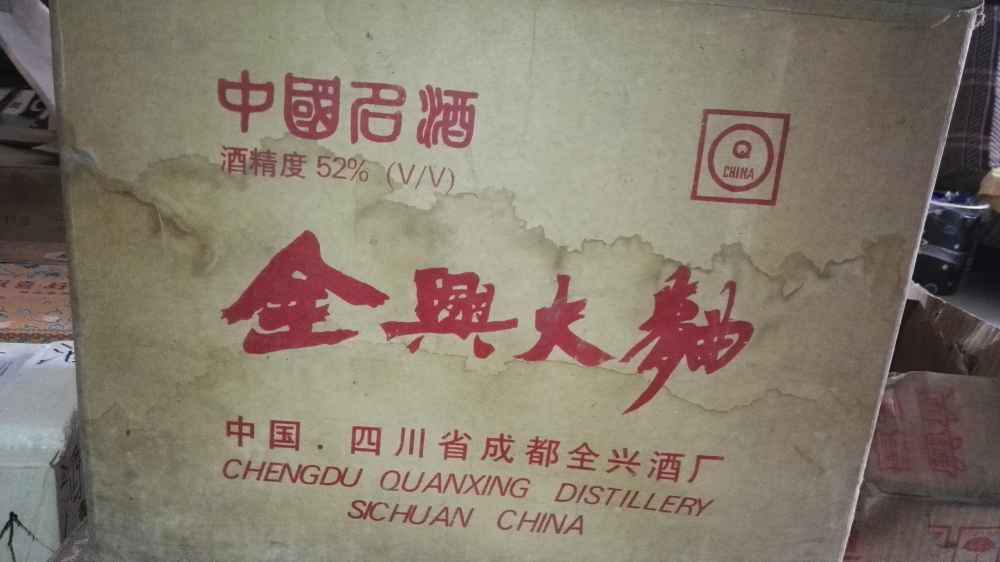 中國名酒
酒精度 52% (V/V)
Q
CHINA
全興大麯
中国.四川省成都全兴酒厂
CHENGDU QUANXING DISTILLERY
SICHUAN CHINA